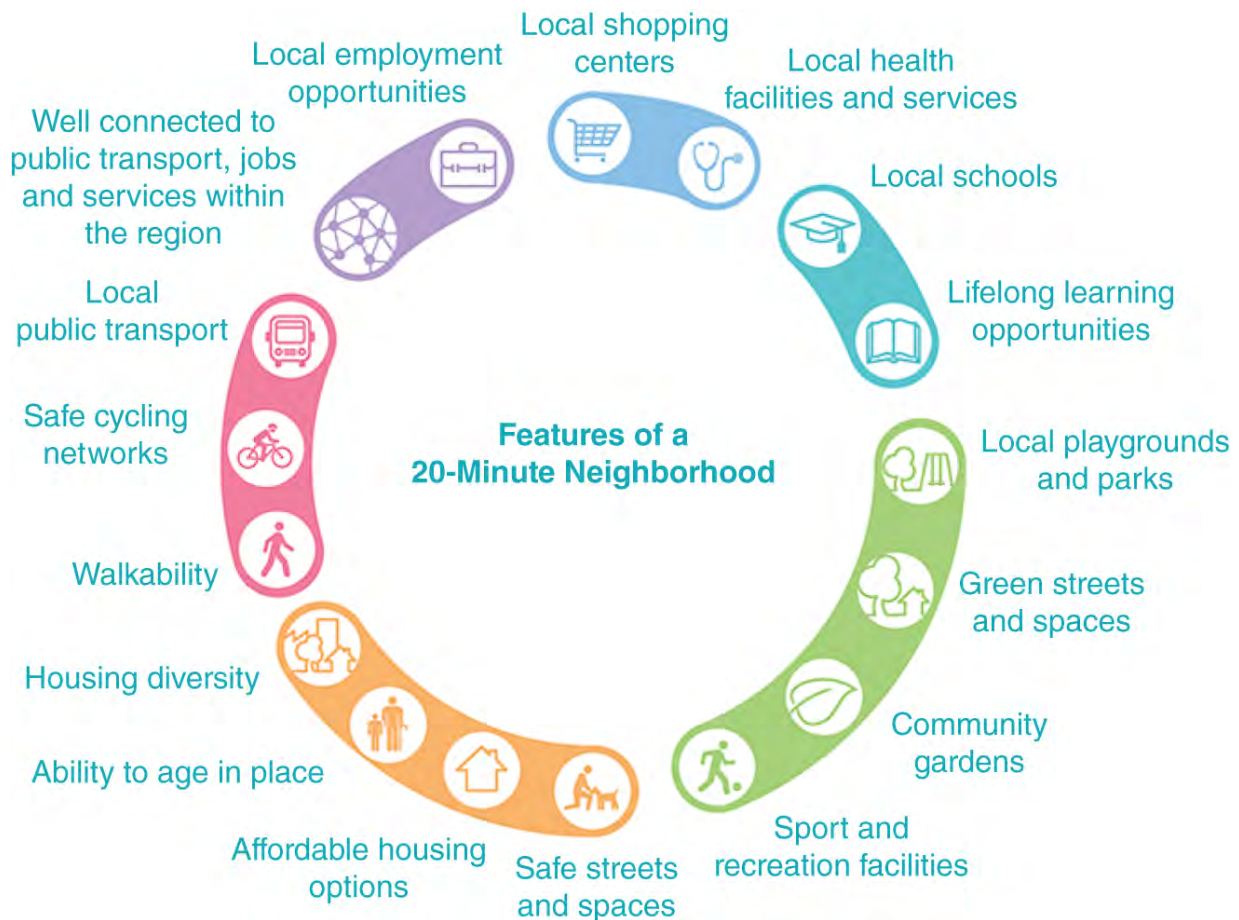 Features of a
20-Minute Neighborhood
Local shopping
centers
Local health
facilities and services
Local schools
Lifelong learning
opportunities
Local playgrounds
and parks
Green streets
and spaces
Community
gardens
Sport and
recreation facilities
Safe streets
and spaces
Affordable housing
options
Ability to age in place
Housing diversity
Walkability
Safe cycling
networks
Local
public transport
Well connected to
public transport, jobs
and services within
the region
Local employment
opportunities